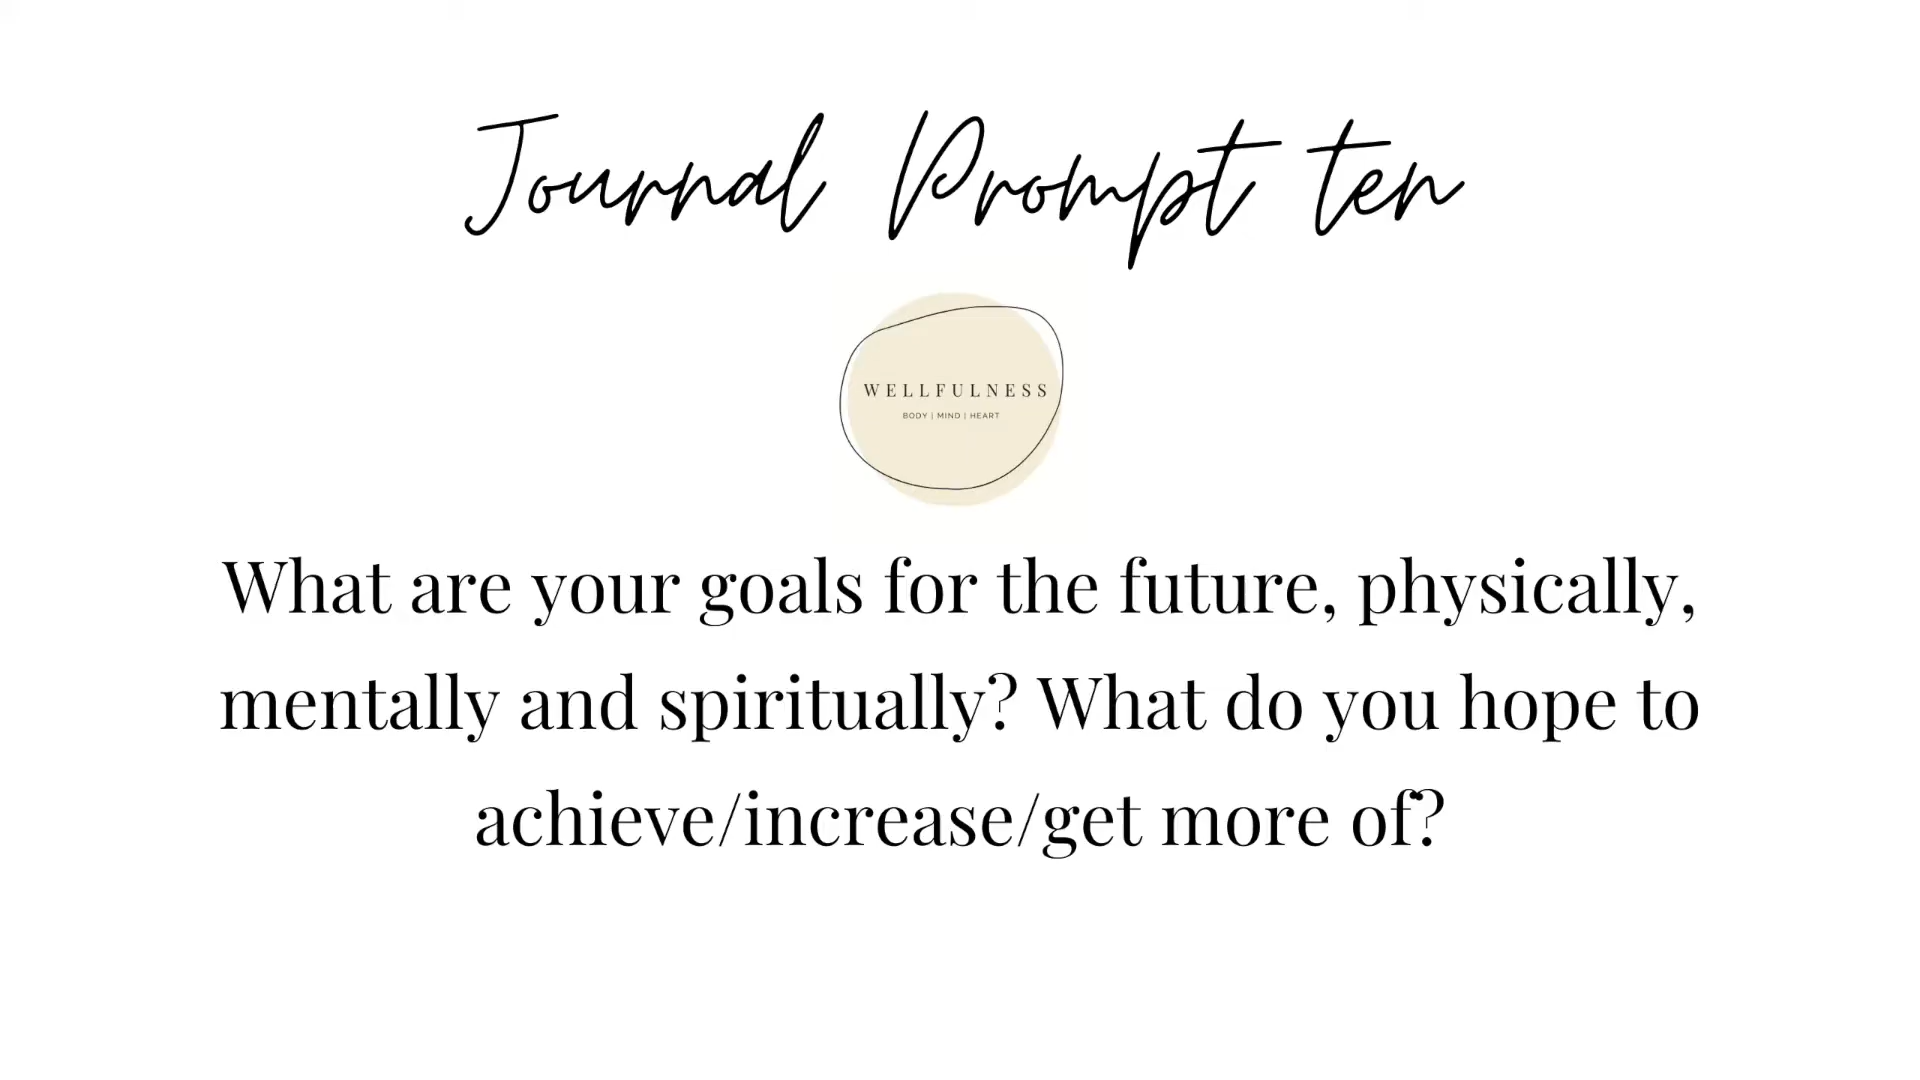 Journal Prompt ten
WELLFULNESS
BODY | MIND | HEART
What are your goals for the future, physically,
mentally and spiritually? What do you hope to
achieve/increase/get more of?